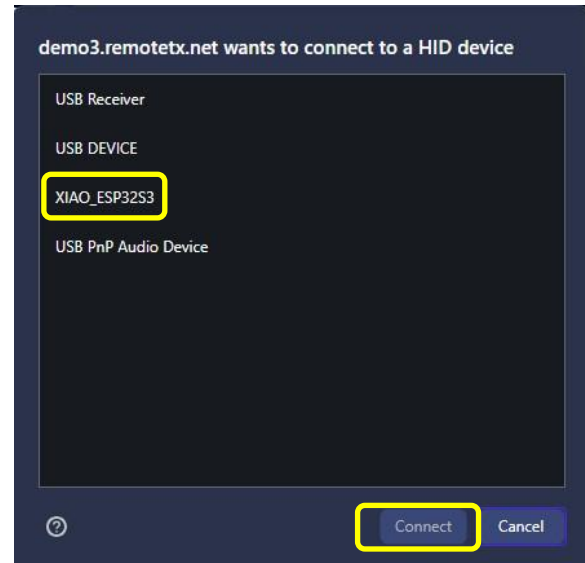 demo3.remotetx.net wants to connect to a HID device
USB Receiver
USB DEVICE
XIAO_ESP32S3
USB PnP Audio Device
Connect Cancel